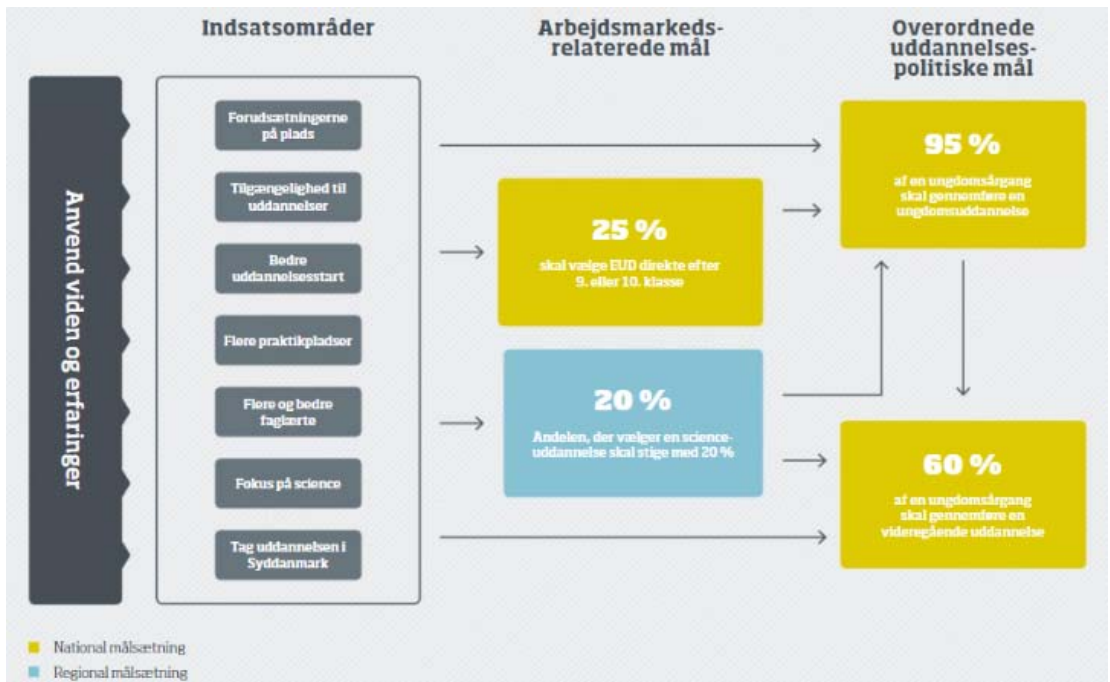 Indsatsområder
Arbejdsmarkeds-
relaterede mål
Overordnede
uddannelses-
politiske mål
Anvend viden og erfaringer
Forudsætningerne
på plads
Tilgængelighed til
uddannelser
Bedre
uddannelsesstart
Flere praktikpladser
Flere og bedre
faglærte
Fokus på science
Tag uddannelsen i
Syddanmark
25 %
skal vælge EUD direkte efter
9. eller 10. klasse
20 %
Andelen, der vælger en science-
uddannelse skal stige med 20 %
95 %
af en ungdomsårgang
skal gennemføre en
ungdomsuddannelse
60 %
af en ungdomsårgang
skal gennemføre en
videregående uddannelse
National målsætning
Regional målsætning